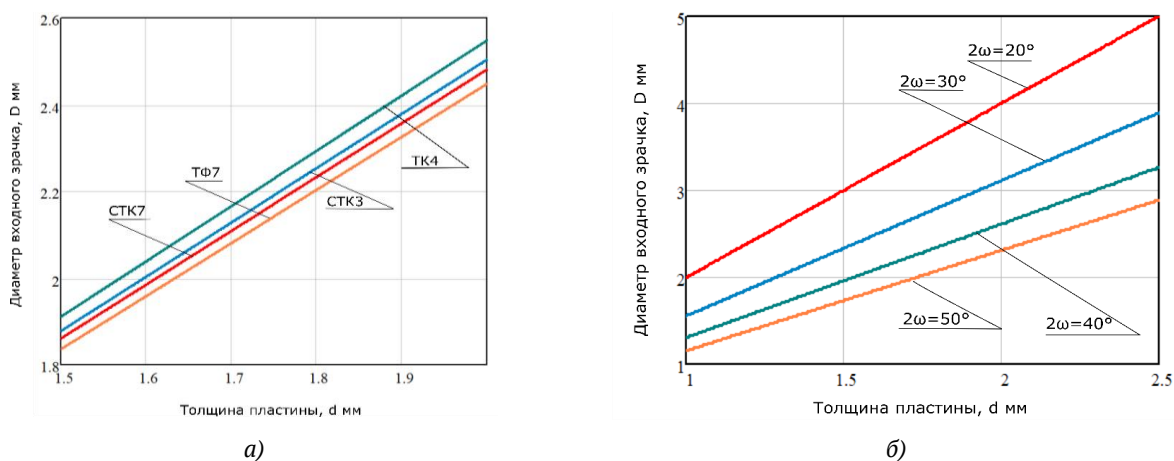 2.6
2.4
2.2
2
1.8
1.5
1.6
1.7
1.8
1.9
Диаметр входного зрачка, D мм
Толщина пластины, d мм
ТФ7
СТК7
ТК4
СТК3
а)
5
4
3
2
1
1
1.5
2
2.5
Диаметр входного зрачка, D мм
Толщина пластины, d мм
2ω=20°
2ω=30°
2ω=50°
2ω=40°
б)